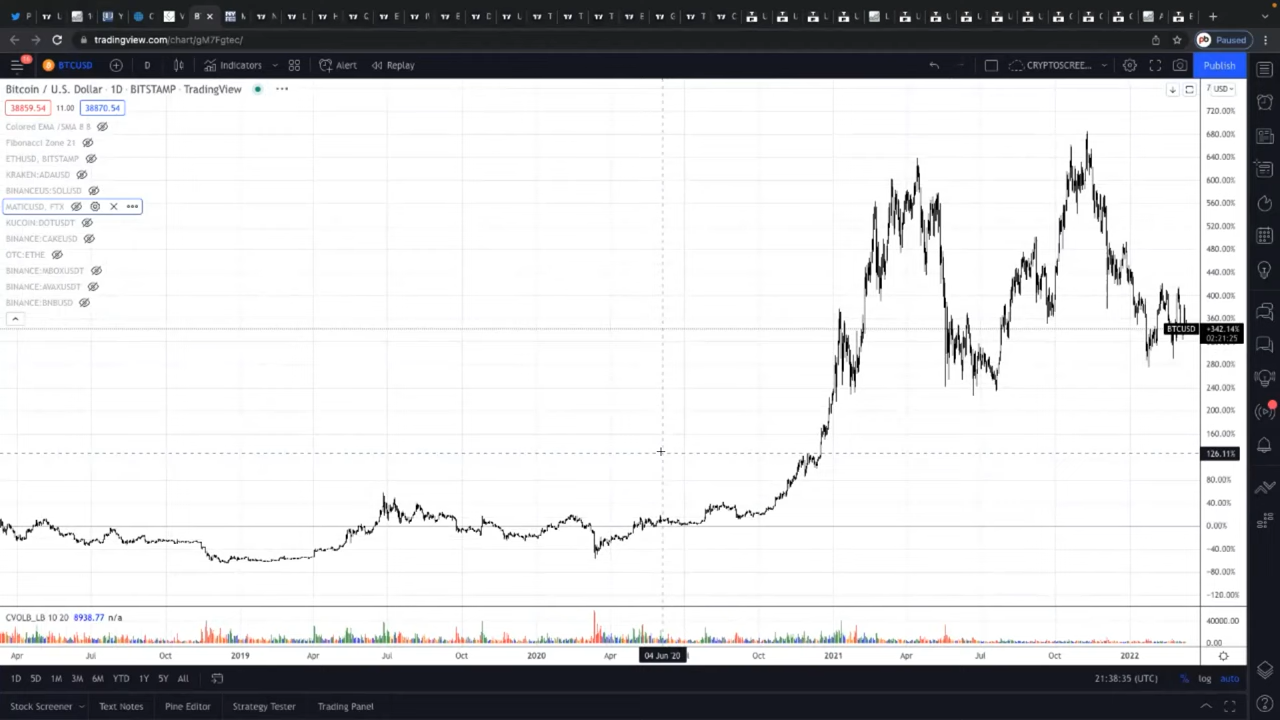 tradingview.com/chart/gM7Fgtec/
Paused
BTCUSD
D
Indicators
Alert
Replay
CRYPTOSCREE...
Publish
Bitcoin / U.S. Dollar · 1D · BITSTAMP · TradingView
USD
38859.54 11.00 38870.54
Colored EMA /SMA 8 8
Fibonacci Zone 21
ETHUSD, BITSTAMP
KRAKEN:ADAUSD
BINANCEUS:SOLUSD
MATICUSD, FTX
KUCOIN:DOTUSDT
BINANCE:CAKEUSD
OTC:ETHE
BINANCE:MBOXUSDT
BINANCE:AVAXUSDT
BINANCE:BNBUSD
720.00%
680.00%
640.00%
600.00%
560.00%
520.00%
480.00%
440.00%
400.00%
360.00%
BTCUSD +342.14%
02:21:25
280.00%
240.00%
200.00%
160.00%
126.11%
80.00%
40.00%
0.00%
-40.00%
-80.00%
-120.00%
CVOLB_LB 10 20 8938.77 n/a
40000.00
0.00
Apr Jul Oct 2019 Apr Jul Oct 2020 Apr 04 Jun '20 Oct 2021 Apr Jul Oct 2022
1D 5D 1M 3M 6M YTD 1Y 5Y All
21:38:35 (UTC) % log auto
Stock Screener Text Notes Pine Editor Strategy Tester Trading Panel